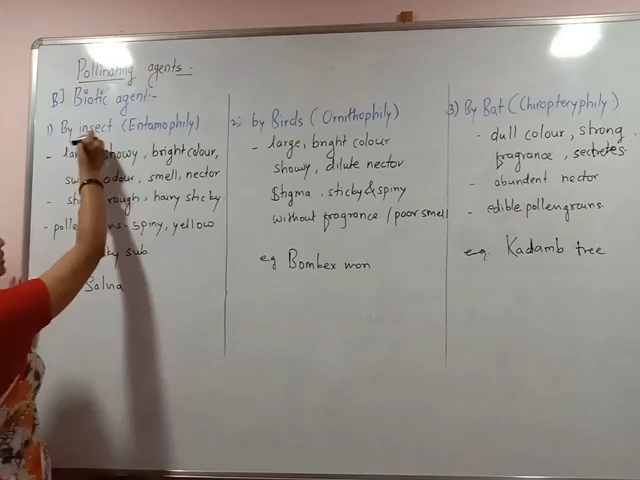 Pollinating agents.
B] Biotic agent:-
1) By insect (Entamophily)
- showy, bright colour,
odour, smell, nector
- rough, hairy sticky
- spiny, yellow
sub
Salvia
2) by Birds (Ornithophily)
- large, bright colour
showy, dilute nector
Stigma. sticky & spiny
without fragrance / poor smell
eg Bombex won
3) By Bat (Chiropteryphily)
- dull colour, strong
fragrance, secretes.
- abundent nector
- edible pollengrains.
eg. Kadamb tree